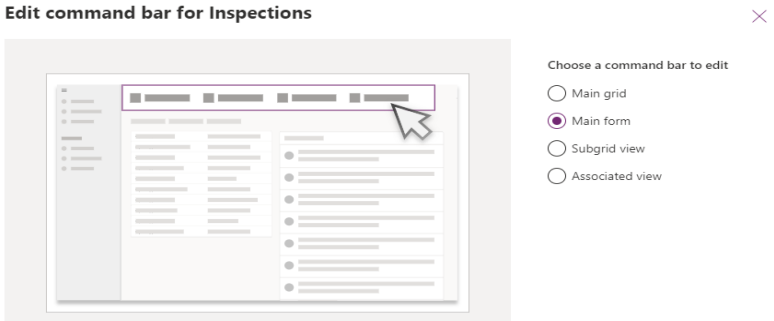 Edit command bar for Inspections
Choose a command bar to edit
Main grid
Main form
Subgrid view
Associated view